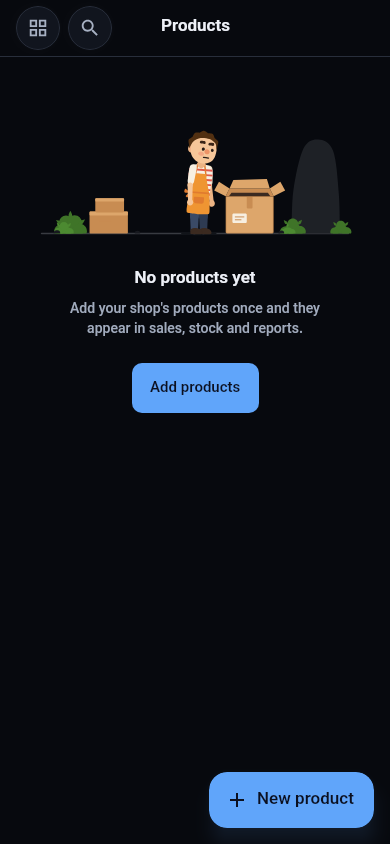 Products
No products yet
Add your shop's products once and they
appear in sales, stock and reports.
Add products
New product